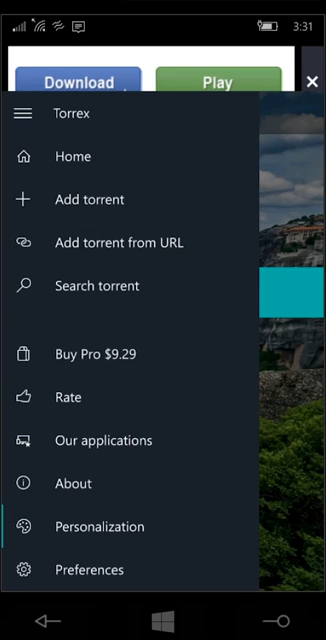 3:31
Download
Play
Torrex
Home
Add torrent
Add torrent from URL
Search torrent
Buy Pro $9.29
Rate
Our applications
About
Personalization
Preferences